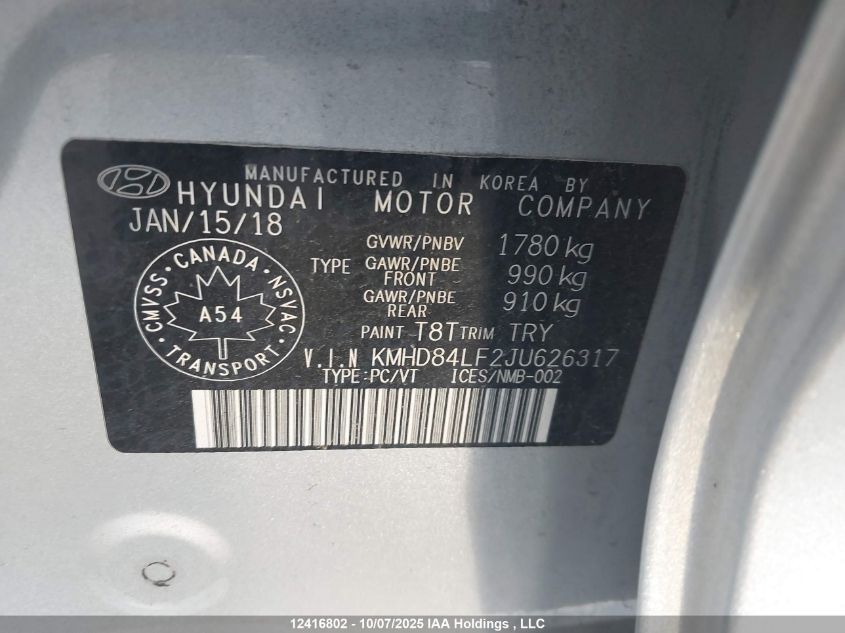 MANUFACTURED IN KOREA BY
HYUNDAI MOTOR COMPANY
JAN/15/18
GVWR/PNBV 1780 kg
TYPE GAWR/PNBE FRONT 990 kg
GAWR/PNBE REAR 910 kg
PAINT T8T TRIM TRY
CMVSS • CANADA • NSVAC
A54
• TRANSPORT •
V.I.N KMHD84LF2JU626317
TYPE:PC/VT ICES/NMB-002
12416802 - 10/07/2025 IAA Holdings , LLC